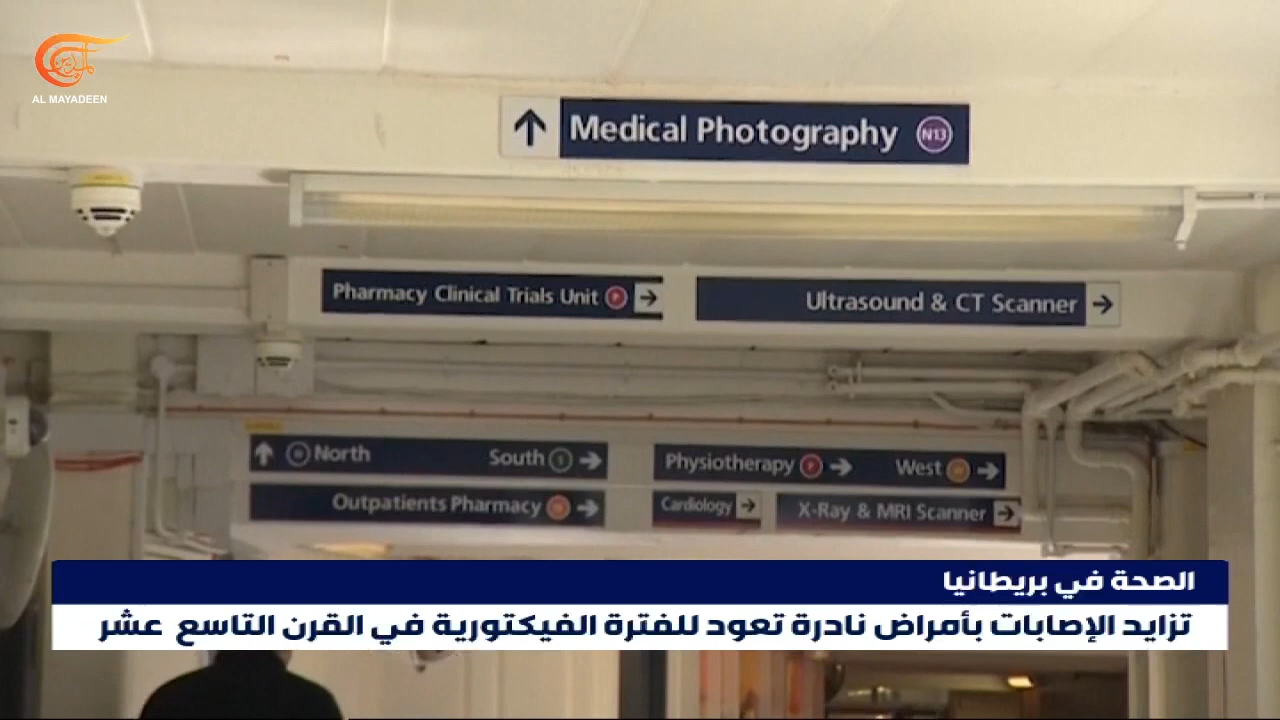 AL MAYADEEN
↑ Medical Photography N13
Pharmacy Clinical Trials Unit P →
Ultrasound & CT Scanner →
↑ N North South S →
Physiotherapy P → West W →
Outpatients Pharmacy →
Cardiology →
X-Ray & MRI Scanner →
الصحة في بريطانيا
تزايد الإصابات بأمراض نادرة تعود للفترة الفيكتورية في القرن التاسع عشر